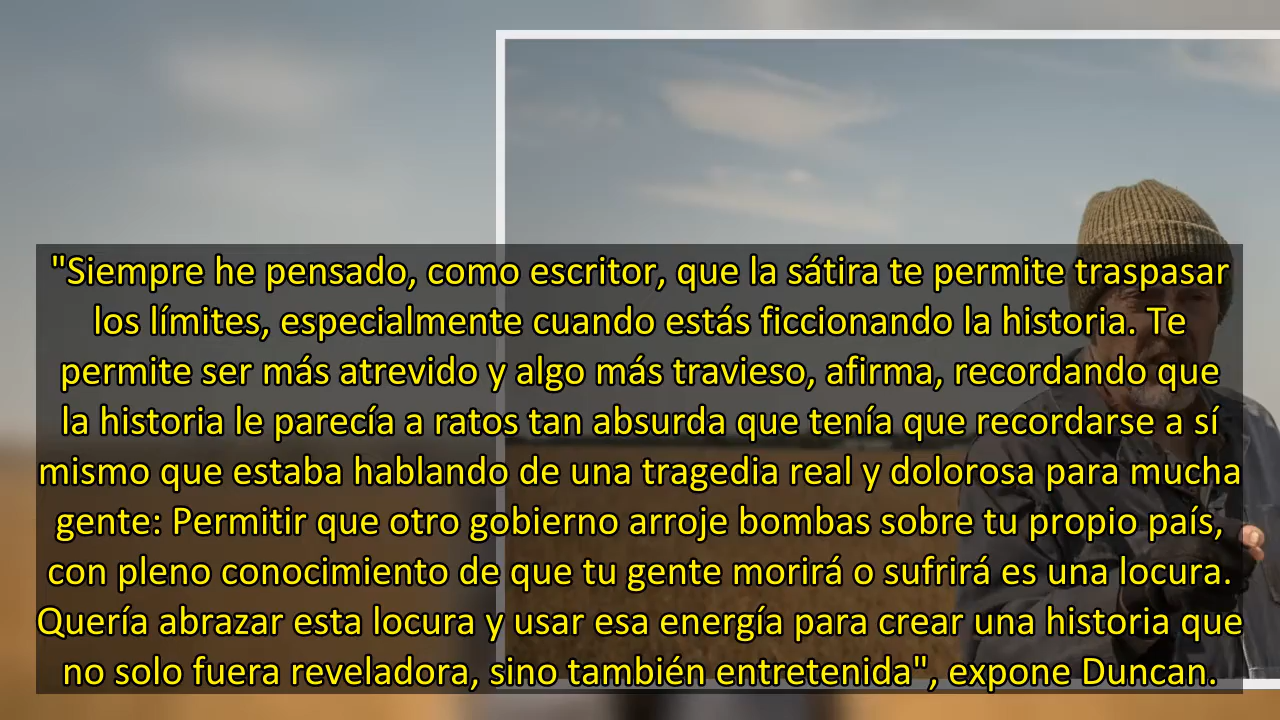 "Siempre he pensado, como escritor, que la sátira te permite traspasar
los límites, especialmente cuando estás ficcionando la historia. Te
permite ser más atrevido y algo más travieso, afirma, recordando que
la historia le parecía a ratos tan absurda que tenía que recordarse a sí
mismo que estaba hablando de una tragedia real y dolorosa para mucha
gente: Permitir que otro gobierno arroje bombas sobre tu propio país,
con pleno conocimiento de que tu gente morirá o sufrirá es una locura.
Quería abrazar esta locura y usar esa energía para crear una historia que
no solo fuera reveladora, sino también entretenida", expone Duncan.